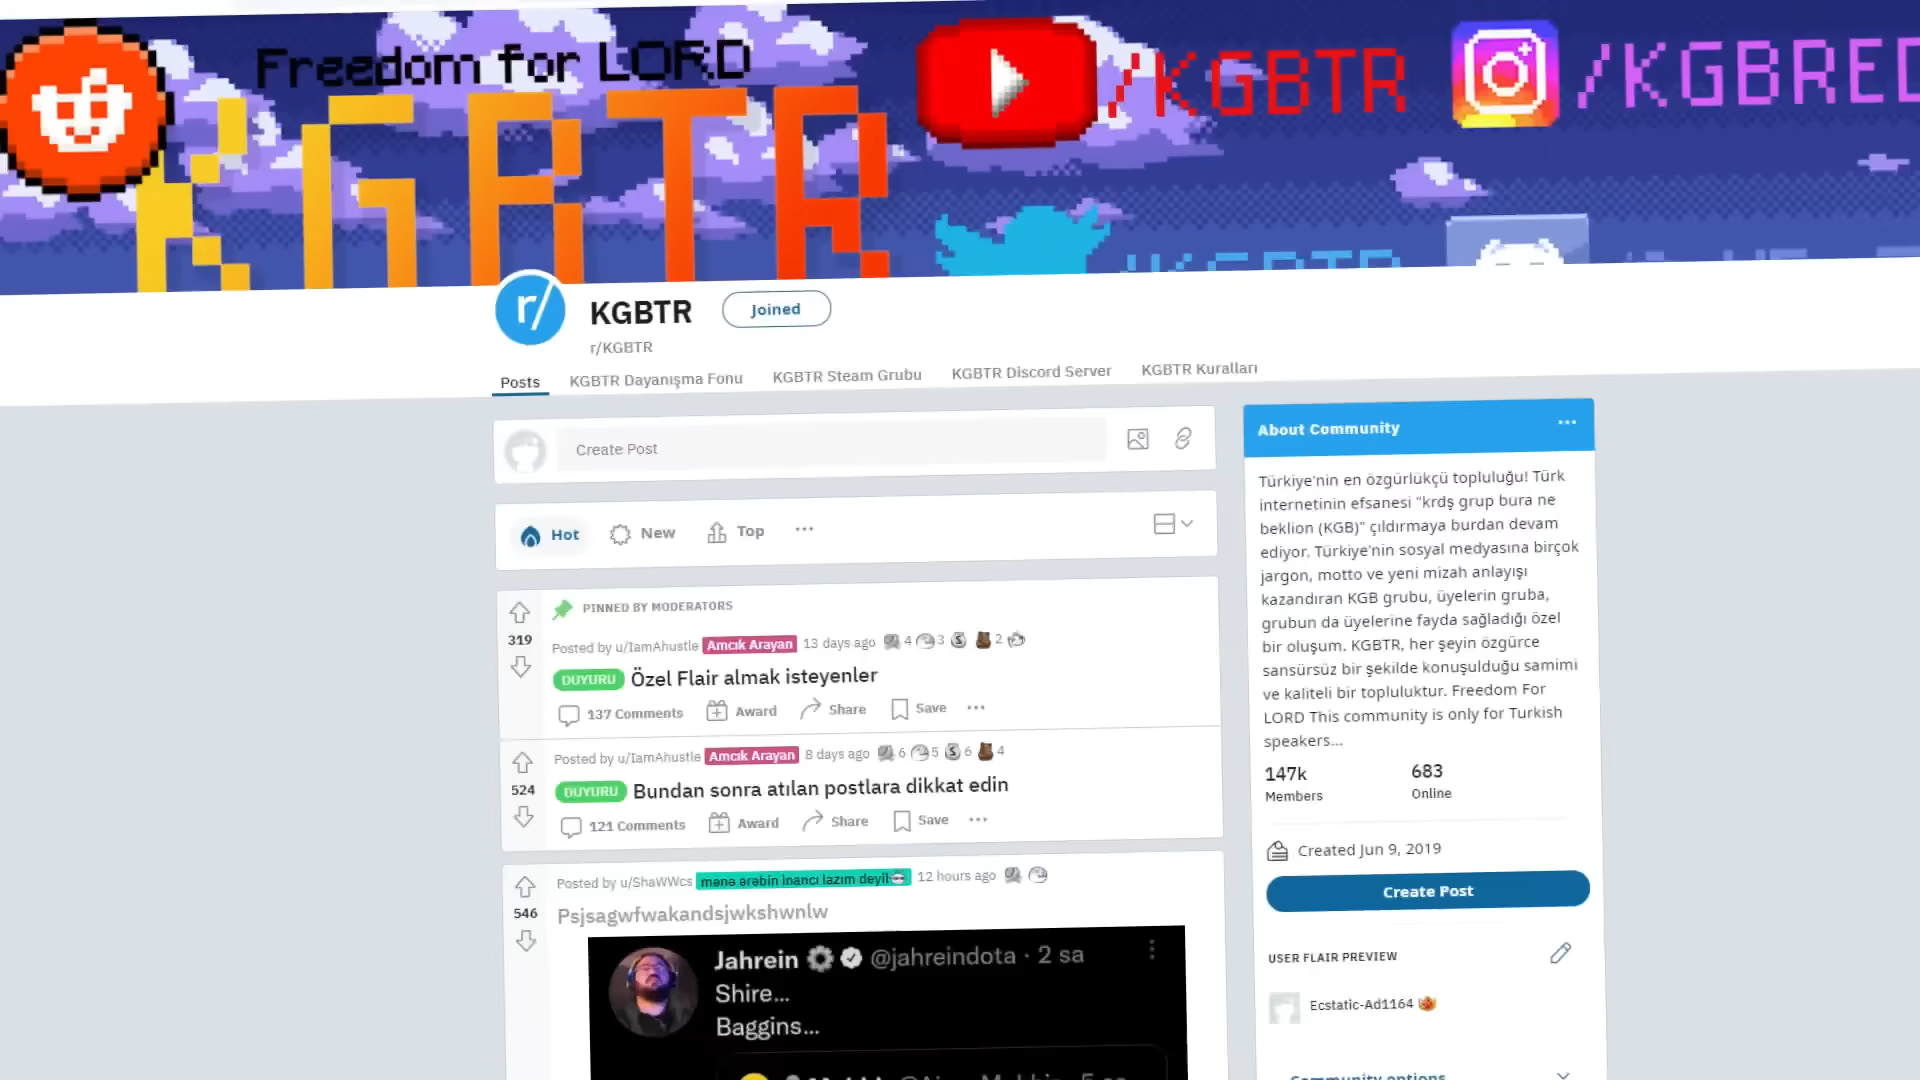 Freedom for LORD
KGBTR
/KGBTR
/KGBRED
/KGBTR
r/
KGBTR
Joined
r/KGBTR
Posts
KGBTR Dayanışma Fonu
KGBTR Steam Grubu
KGBTR Discord Server
KGBTR Kuralları
Create Post
Hot
New
Top
PINNED BY MODERATORS
319
Posted by u/IamAhustle Amcık Arayan 13 days ago 4 3 2
DUYURU Özel Flair almak isteyenler
137 Comments Award Share Save
Posted by u/IamAhustle Amcık Arayan 8 days ago 6 5 6 4
524
DUYURU Bundan sonra atılan postlara dikkat edin
121 Comments Award Share Save
Posted by u/ShaWWcs mənə ərəbin inancı lazım deyil 12 hours ago
546
Psjsagwfwakandsjwkshwnlw
Jahrein @jahreindota · 2 sa
Shire...
Baggins...
About Community
Türkiye'nin en özgürlükçü topluluğu! Türk
internetinin efsanesi "krdş grup bura ne
beklion (KGB)" çıldırmaya burdan devam
ediyor. Türkiye'nin sosyal medyasına birçok
jargon, motto ve yeni mizah anlayışı
kazandıran KGB grubu, üyelerin gruba,
grubun da üyelerine fayda sağladığı özel
bir oluşum. KGBTR, her şeyin özgürce
sansürsüz bir şekilde konuşulduğu samimi
ve kaliteli bir topluluktur. Freedom For
LORD This community is only for Turkish
speakers...
147k
Members
683
Online
Created Jun 9, 2019
Create Post
USER FLAIR PREVIEW
Ecstatic-Ad1164
Community options